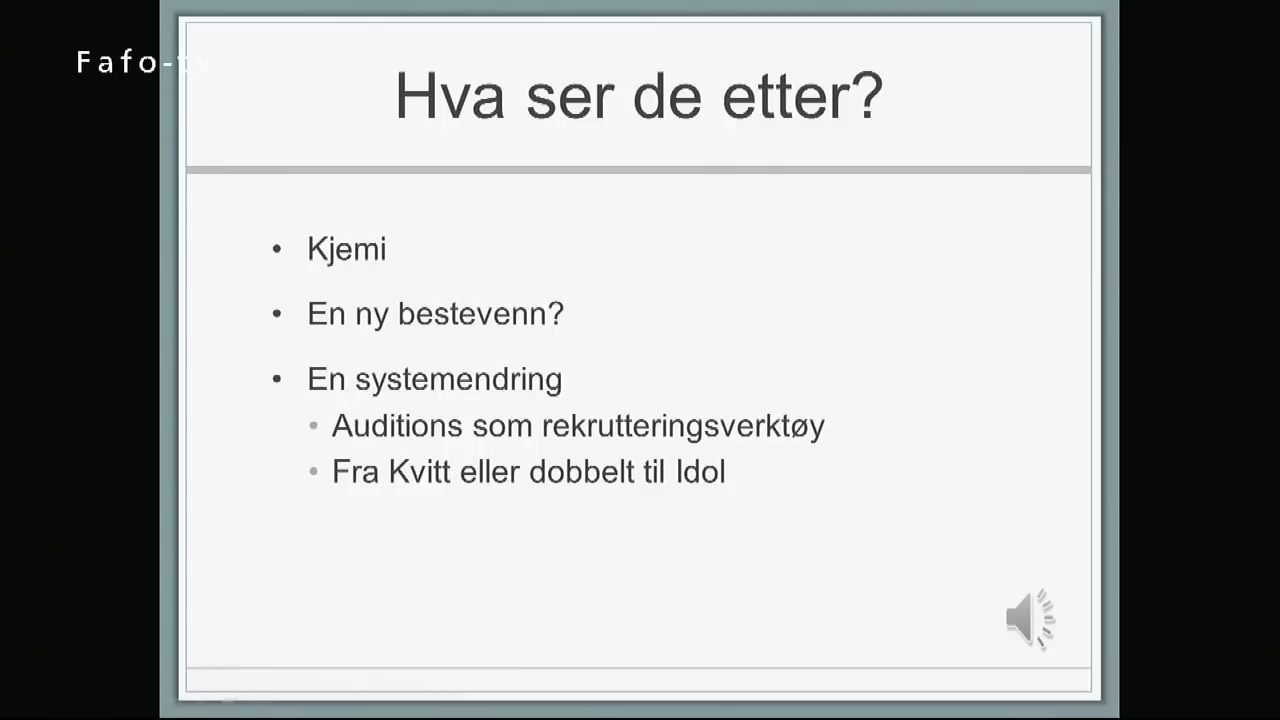 Fafo-tv
Hva ser de etter?
• Kjemi
• En ny bestevenn?
• En systemendring
• Auditions som rekrutteringsverktøy
• Fra Kvitt eller dobbelt til Idol